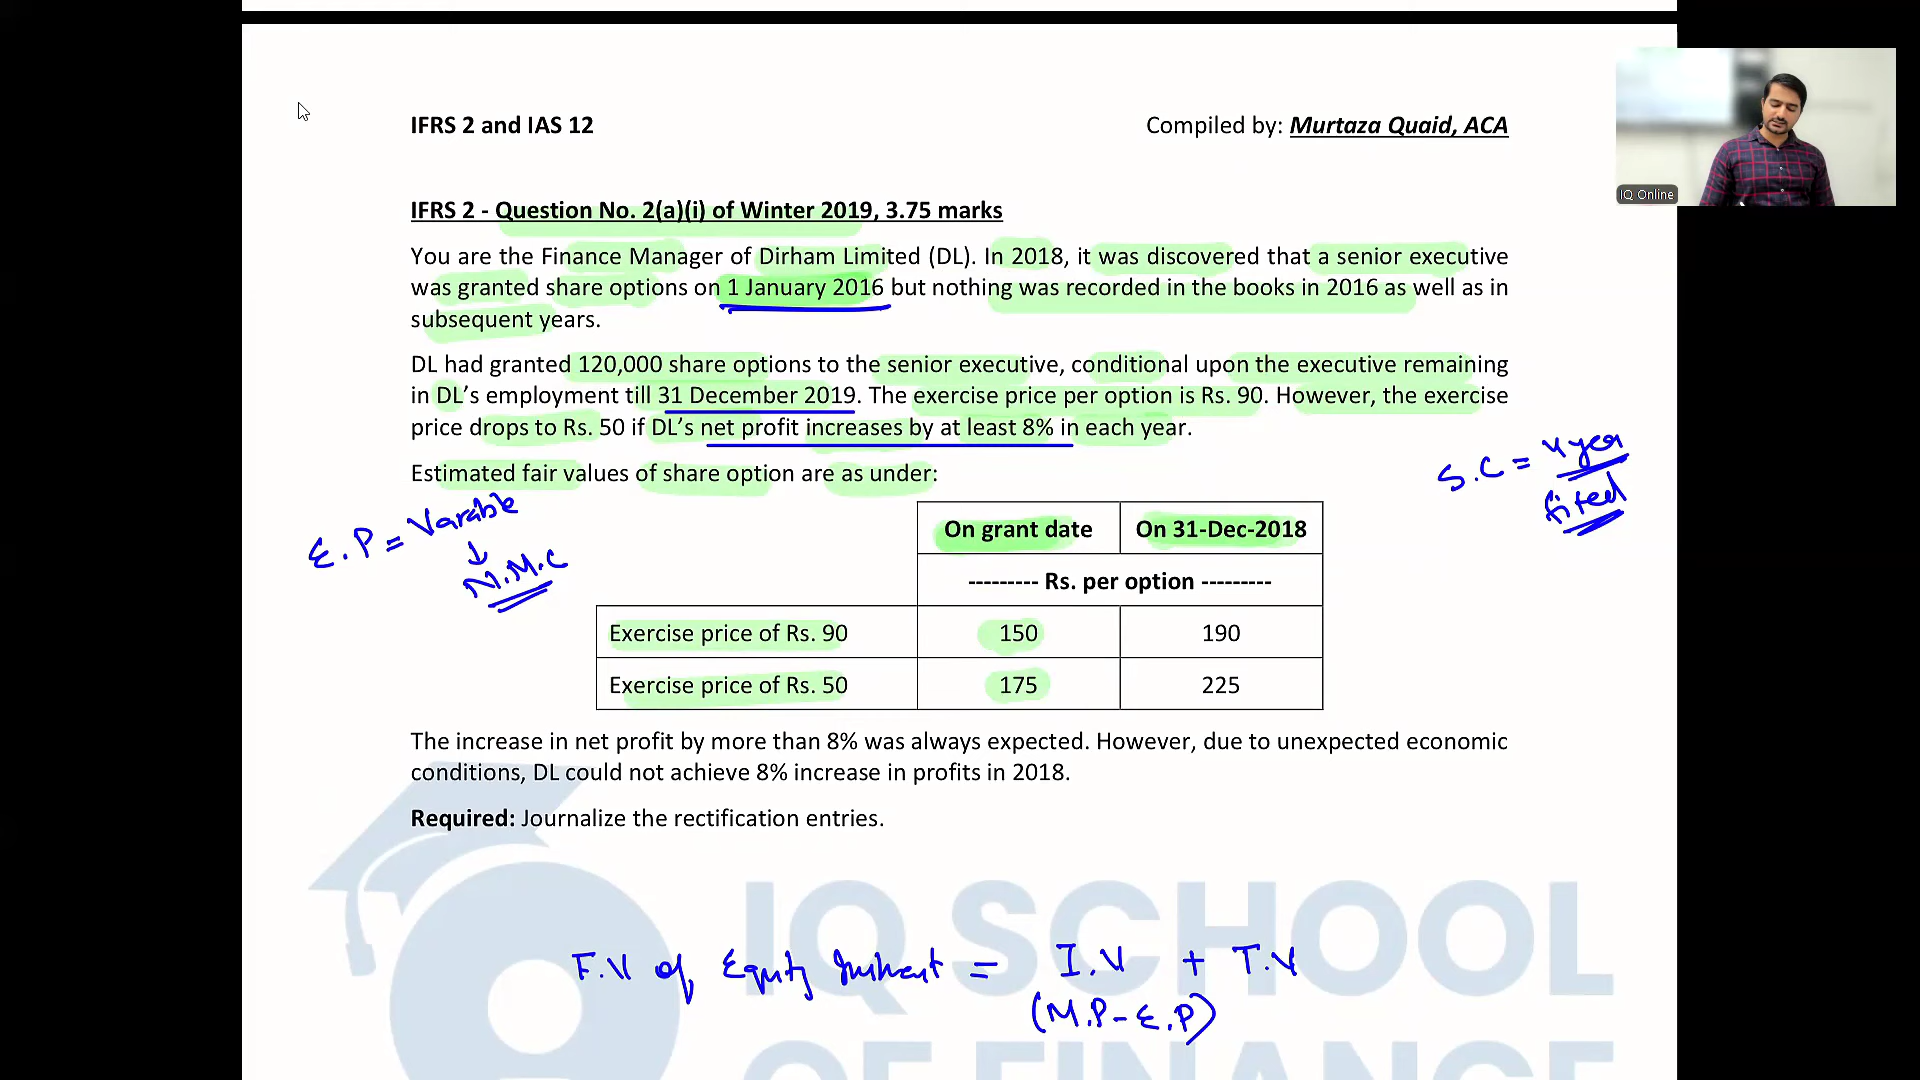 IFRS 2 and IAS 12
Compiled by: Murtaza Quaid, ACA
IQ Online
IFRS 2 - Question No. 2(a)(i) of Winter 2019, 3.75 marks
You are the Finance Manager of Dirham Limited (DL). In 2018, it was discovered that a senior executive
was granted share options on 1 January 2016 but nothing was recorded in the books in 2016 as well as in
subsequent years.
DL had granted 120,000 share options to the senior executive, conditional upon the executive remaining
in DL's employment till 31 December 2019. The exercise price per option is Rs. 90. However, the exercise
price drops to Rs. 50 if DL's net profit increases by at least 8% in each year.
S.C = 4 year
fixed
Estimated fair values of share option are as under:
E.P = Variable
↓
N.M.C
On grant date On 31-Dec-2018
--------- Rs. per option ---------
Exercise price of Rs. 90 150 190
Exercise price of Rs. 50 175 225
The increase in net profit by more than 8% was always expected. However, due to unexpected economic
conditions, DL could not achieve 8% increase in profits in 2018.
Required: Journalize the rectification entries.
IQ SCHOOL
OF FINANCE
F.V of Equity = I.V + T.V
(M.P - E.P)